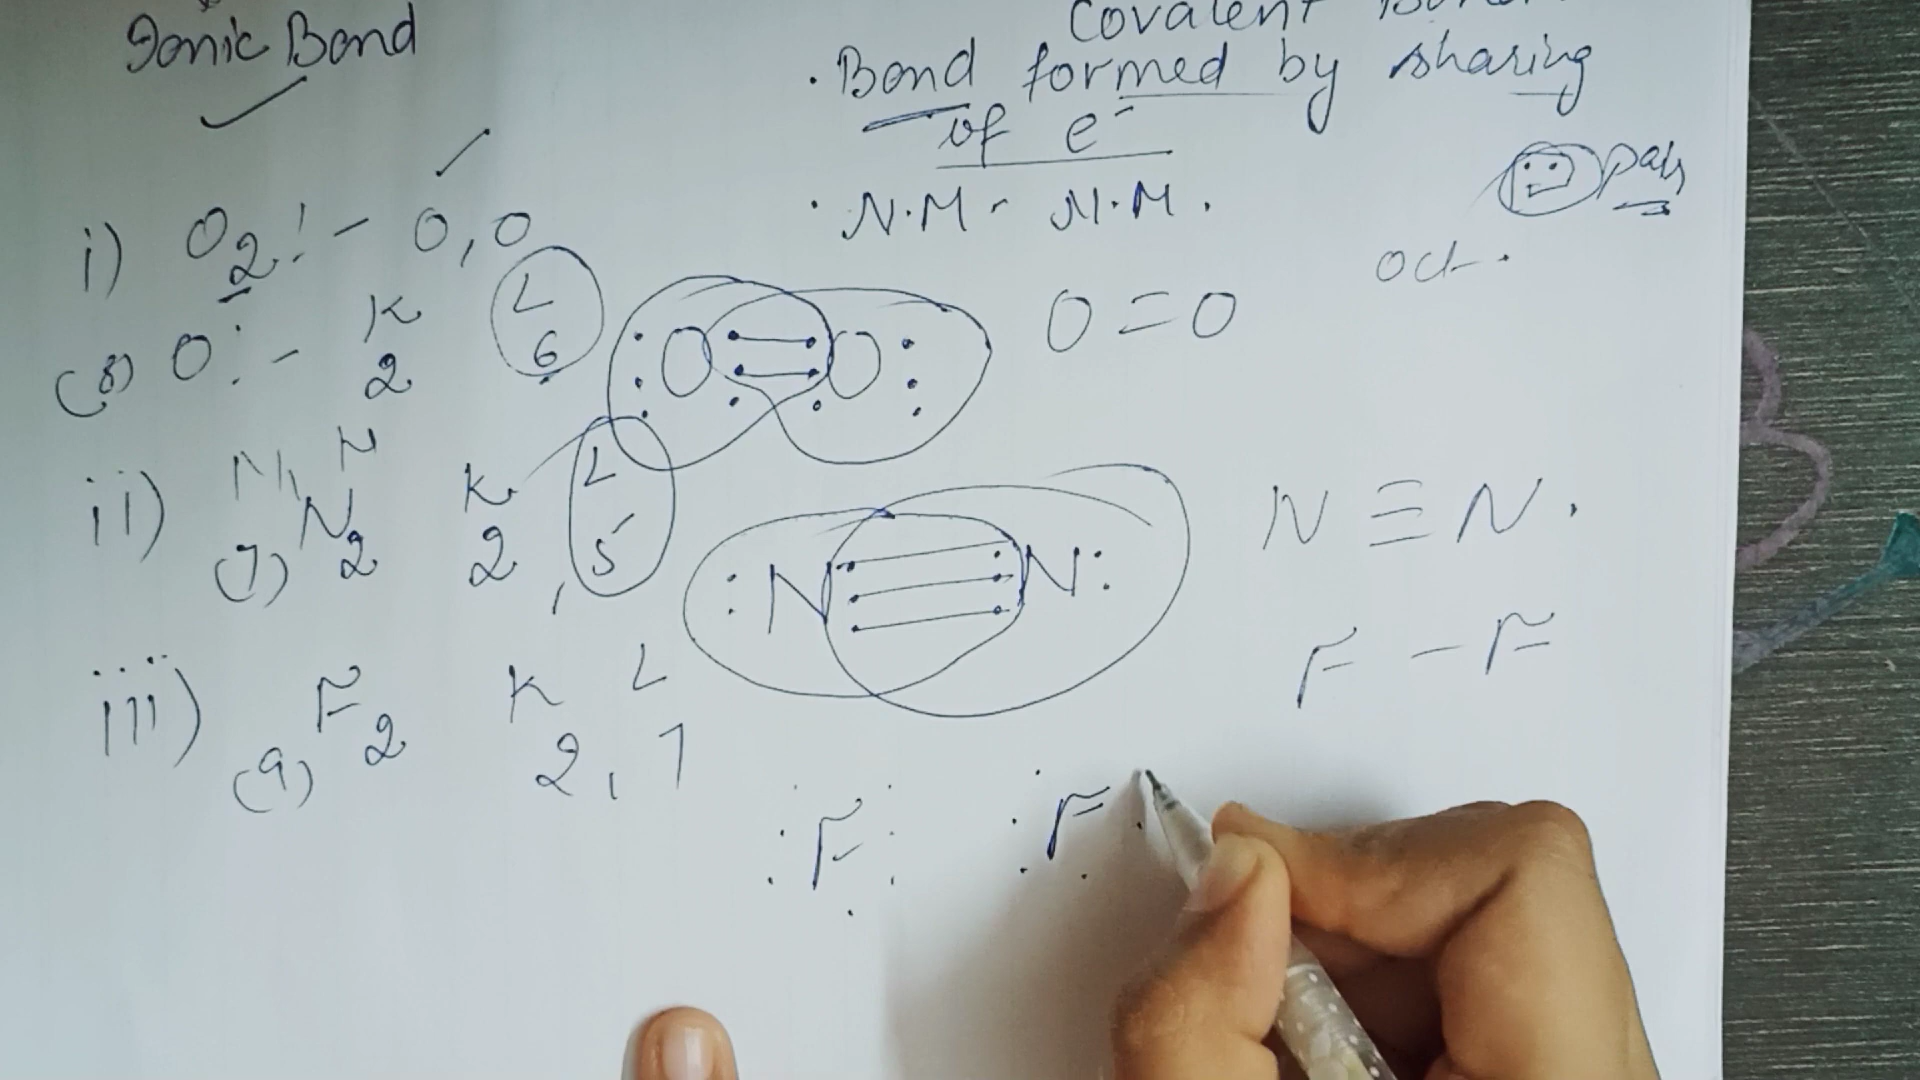 Ionic Bond
Covalent Bond
. Bond formed by sharing
of e⁻
. N.M - N.M.
pair
Oct.
i) O₂ :- O, O
(8) O :- K L
2 6
:O = O:
O = O
ii) N, N
(7) N₂ K L
2, 5
:N ≡ N:
N ≡ N.
iii) F₂ K L
(9) 2, 7
F - F
:F: :F.